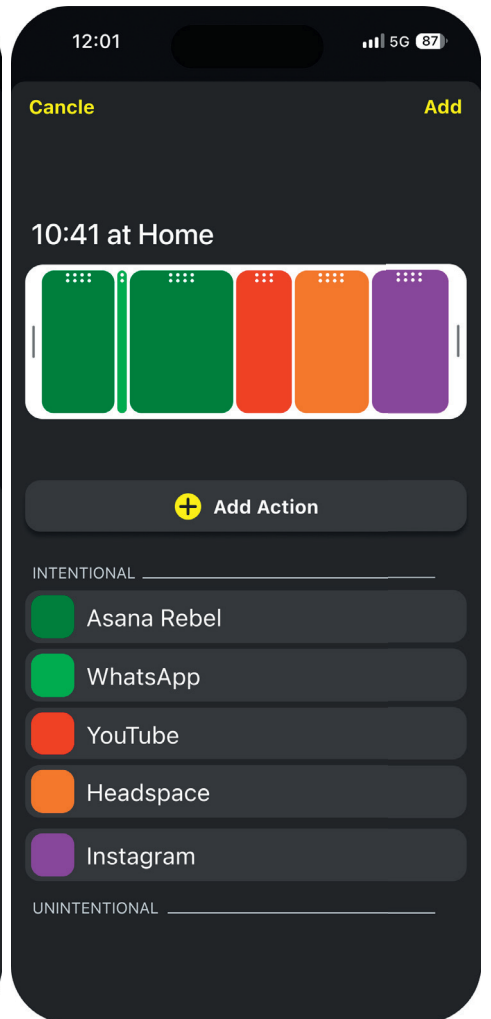 12:01 5G 87
Cancle Add
10:41 at Home
Add Action
INTENTIONAL
Asana Rebel
WhatsApp
YouTube
Headspace
Instagram
UNINTENTIONAL